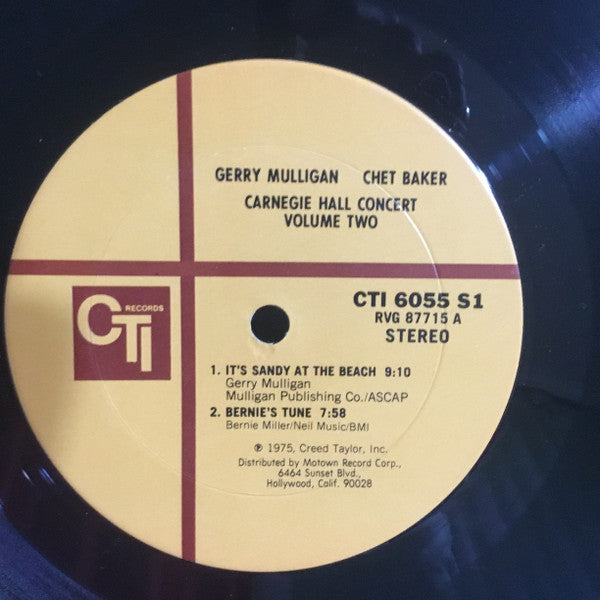 GERRY MULLIGAN CHET BAKER
CARNEGIE HALL CONCERT
VOLUME TWO
CTI RECORDS
CTI 6055 S1
RVG 87715 A
STEREO
1. IT'S SANDY AT THE BEACH 9:10
Gerry Mulligan
Mulligan Publishing Co./ASCAP
2. BERNIE'S TUNE 7:58
Bernie Miller/Neil Music/BMI
℗ 1975, Creed Taylor, Inc.
Distributed by Motown Record Corp.,
6464 Sunset Blvd.,
Hollywood, Calif. 90028